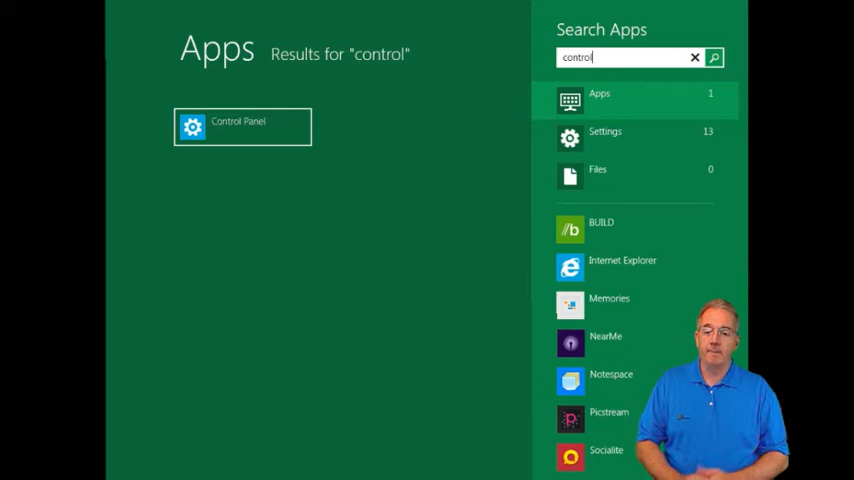 Apps Results for "control"
Control Panel
Search Apps
control
Apps 1
Settings 13
Files 0
//b BUILD
Internet Explorer
Memories
NearMe
Notespace
Picstream
Socialite